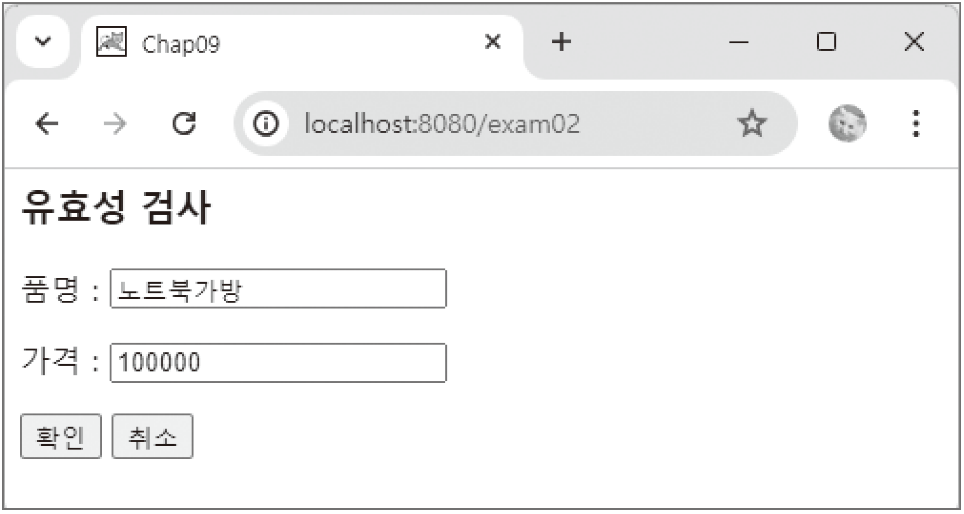 Chap09
localhost:8080/exam02
유효성 검사
품명 : 노트북가방
가격 : 100000
확인 취소